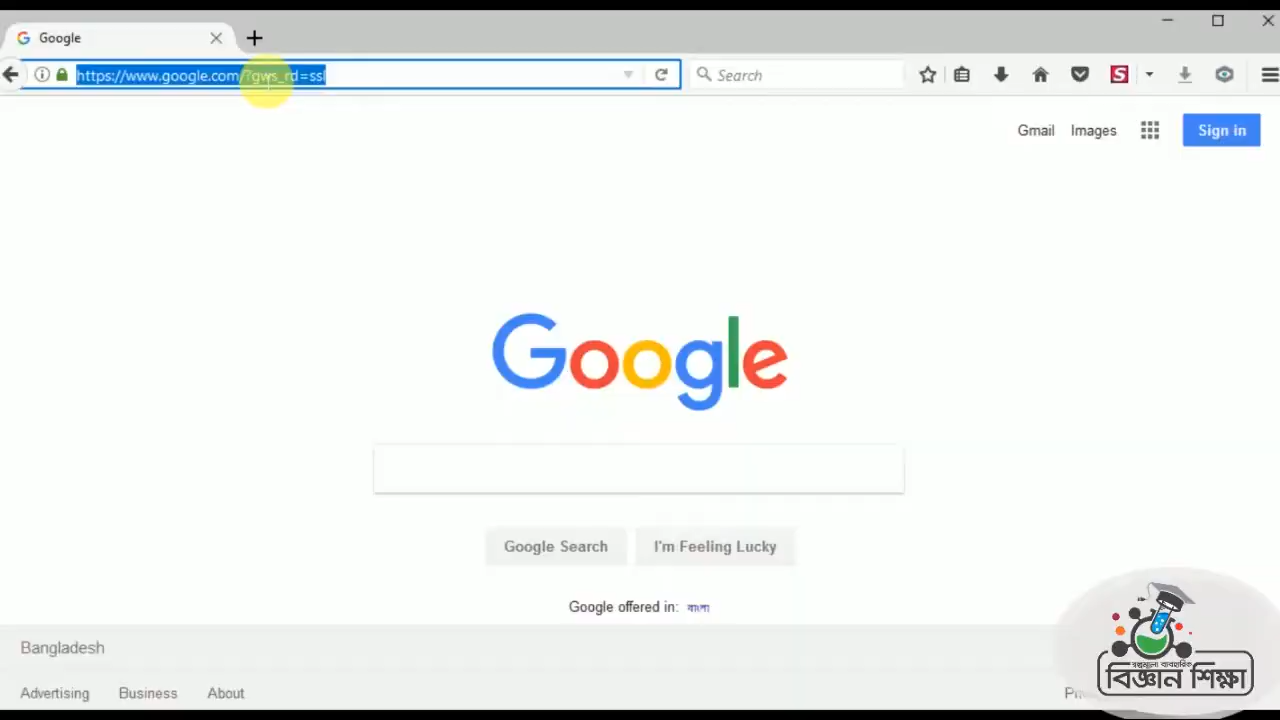 Google
https://www.google.com/?gws_rd=ssl
Search
Gmail
Images
Sign in
Google
Google Search
I'm Feeling Lucky
Google offered in: বাংলা
Bangladesh
Advertising
Business
About
বিজ্ঞান শিক্ষা